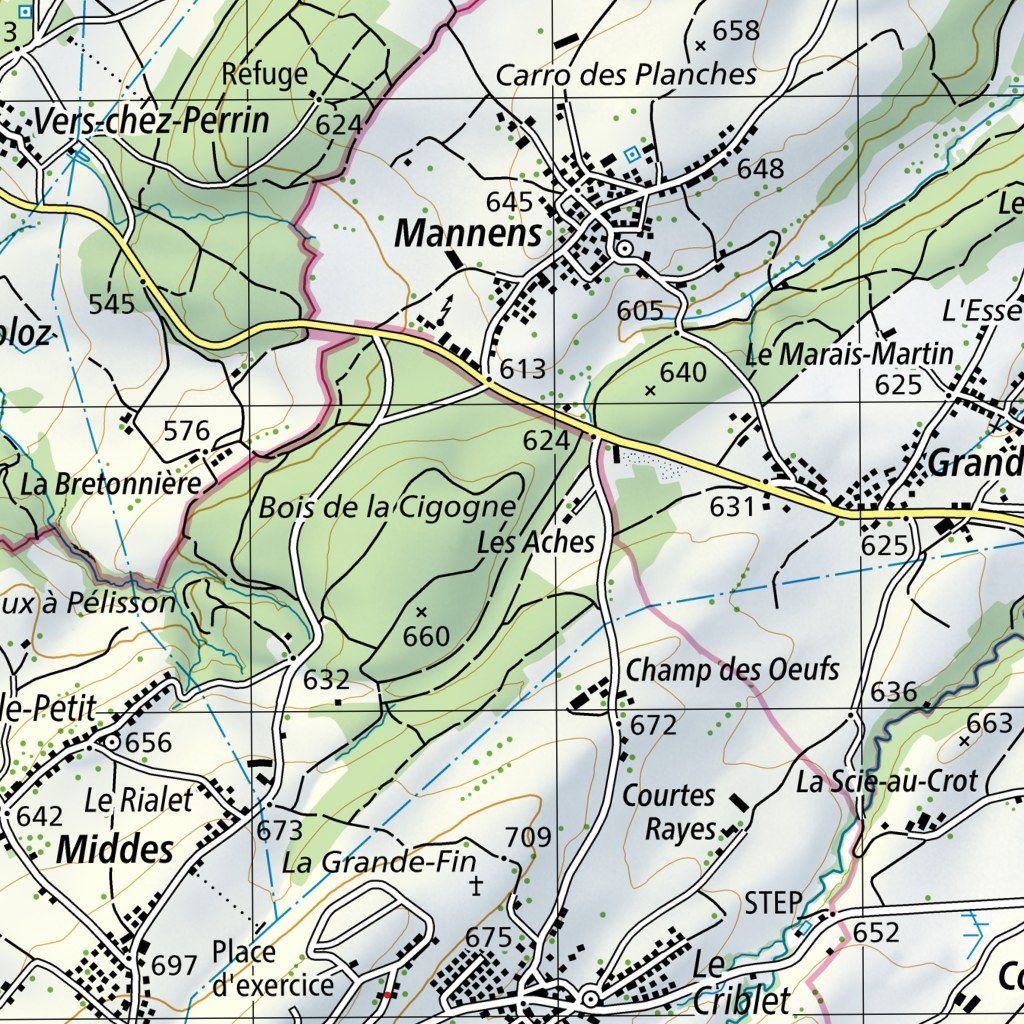 3
658
Carro des Planches
Refuge
Vers-chez-Perrin
624
648
645
Mannens
Le
545
605
L'Esse
oloz
Le Marais-Martin
613
640
625
576
624
Grand
La Bretonnière
Bois de la Cigogne
631
Les Aches
625
ux à Pélisson
660
632
Champ des Oeufs
636
le-Petit
656
672
663
La Scie-au-Crot
Le Rialet
Courtes
Rayes
642
673
709
Middes
La Grande-Fin
STEP
675
652
Place
d'exercice
697
Le
Criblet
Co